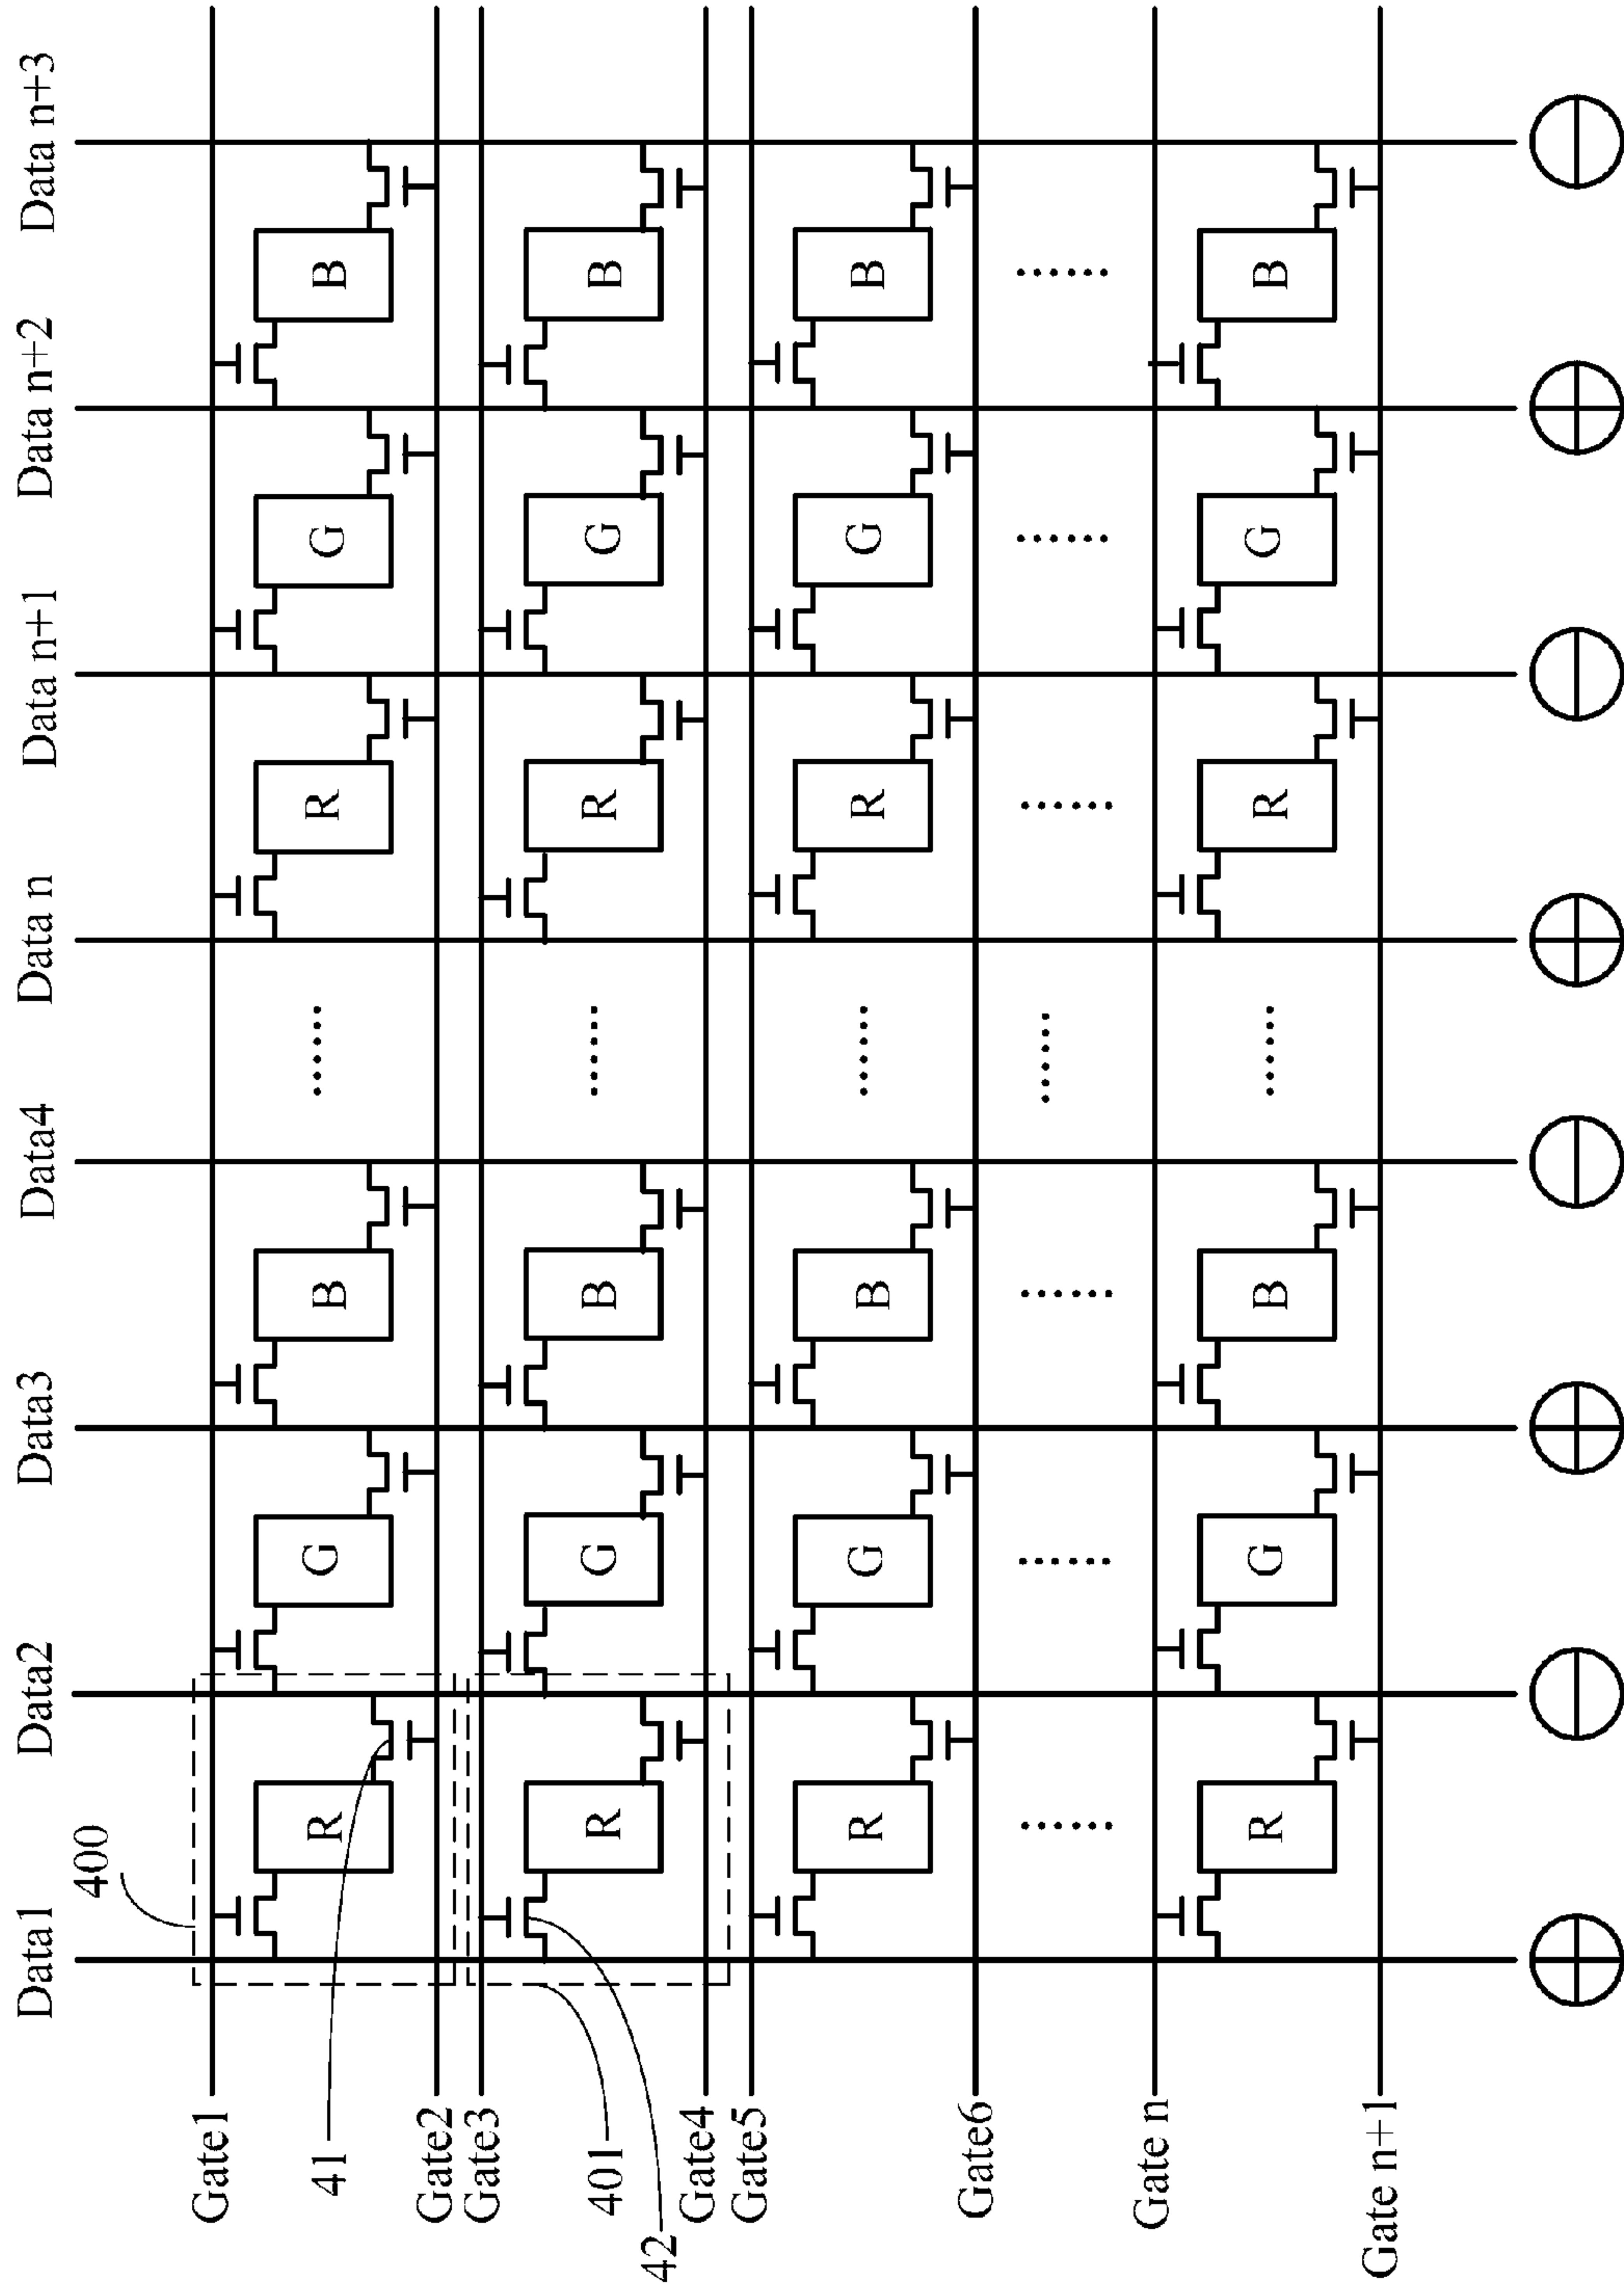 Data1 Data2 Data3 Data4 Data n Data n+1 Data n+2 Data n+3
400
Gate1
R G B R G B
41
Gate2
Gate3
R G B R G B
401
42
Gate4
Gate5
R G B R G B
Gate6
Gate n
R G B R G B
Gate n+1